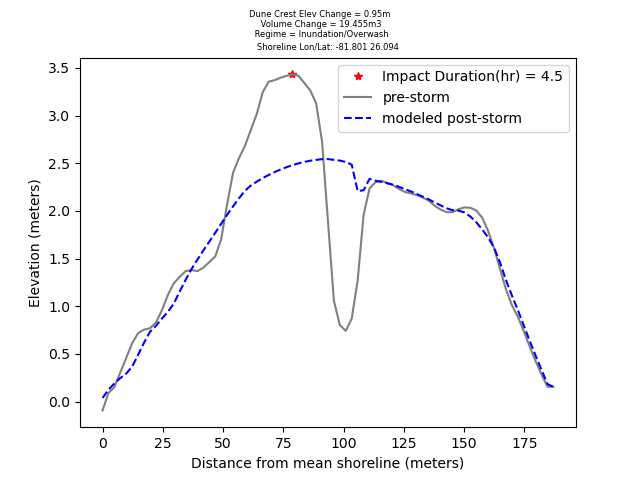 Dune Crest Elev Change = 0.95m
Volume Change = 19.455m3
Regime = Inundation/Overwash
Shoreline Lon/Lat: -81.801 26.094
Impact Duration(hr) = 4.5
pre-storm
modeled post-storm
Elevation (meters)
3.5
3.0
2.5
2.0
1.5
1.0
0.5
0.0
0 25 50 75 100 125 150 175
Distance from mean shoreline (meters)